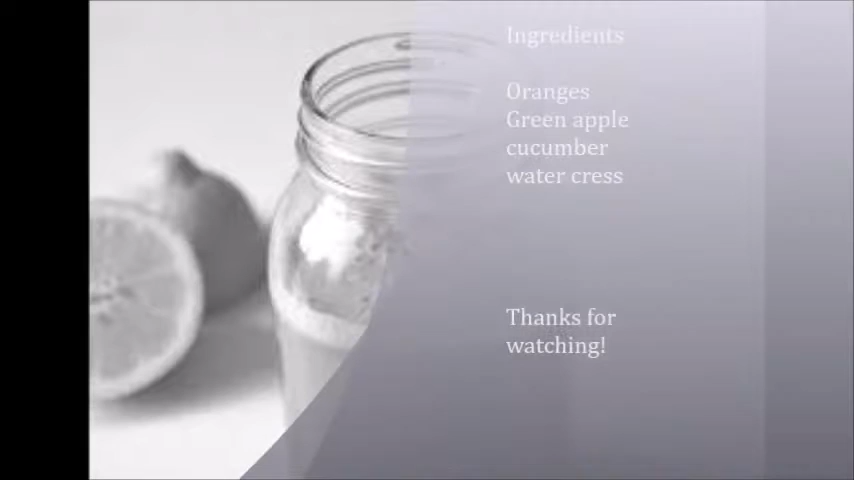 Ingredients
Oranges
Green apple
cucumber
water cress
Thanks for
watching!